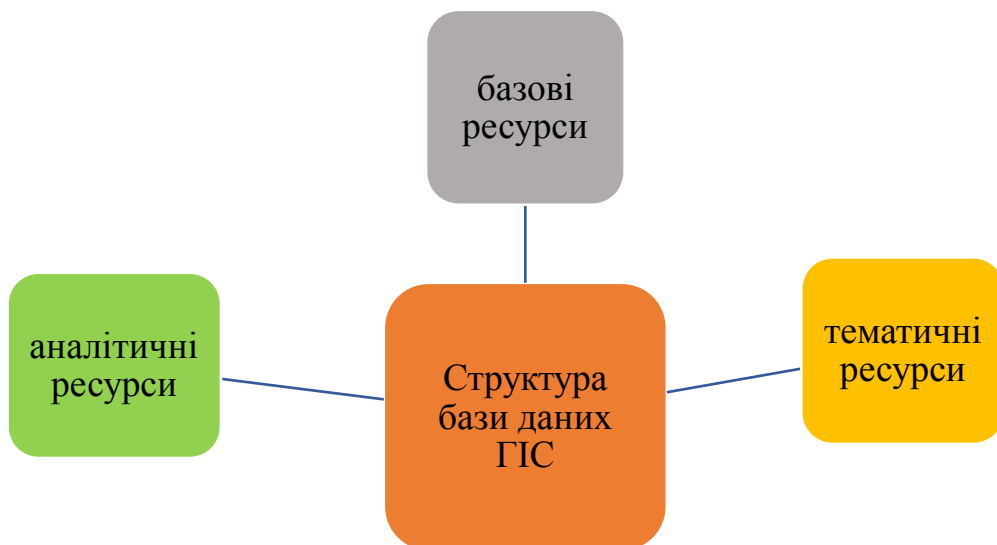 базові
ресурси
аналітичні
ресурси
тематичні
ресурси
Структура
бази даних
ГІС